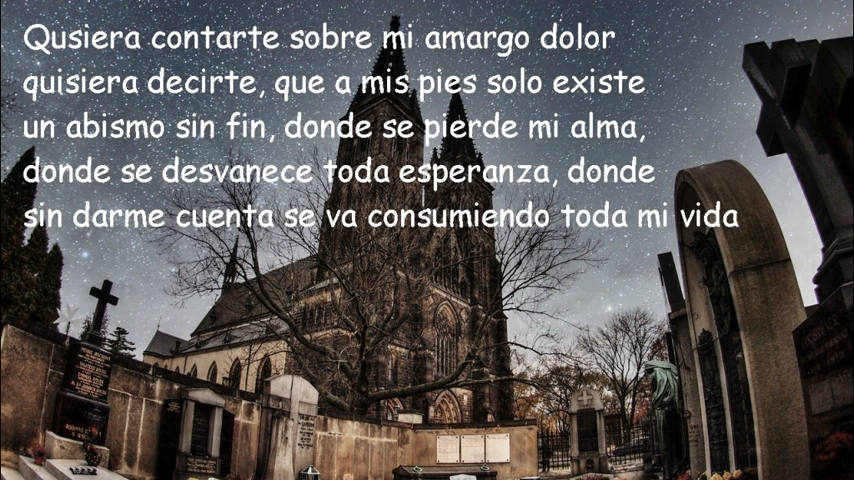 Qusiera contarte sobre mi amargo dolor
quisiera decirte, que a mis pies solo existe
un abismo sin fin, donde se pierde mi alma,
donde se desvanece toda esperanza, donde
sin darme cuenta se va consumiendo toda mi vida